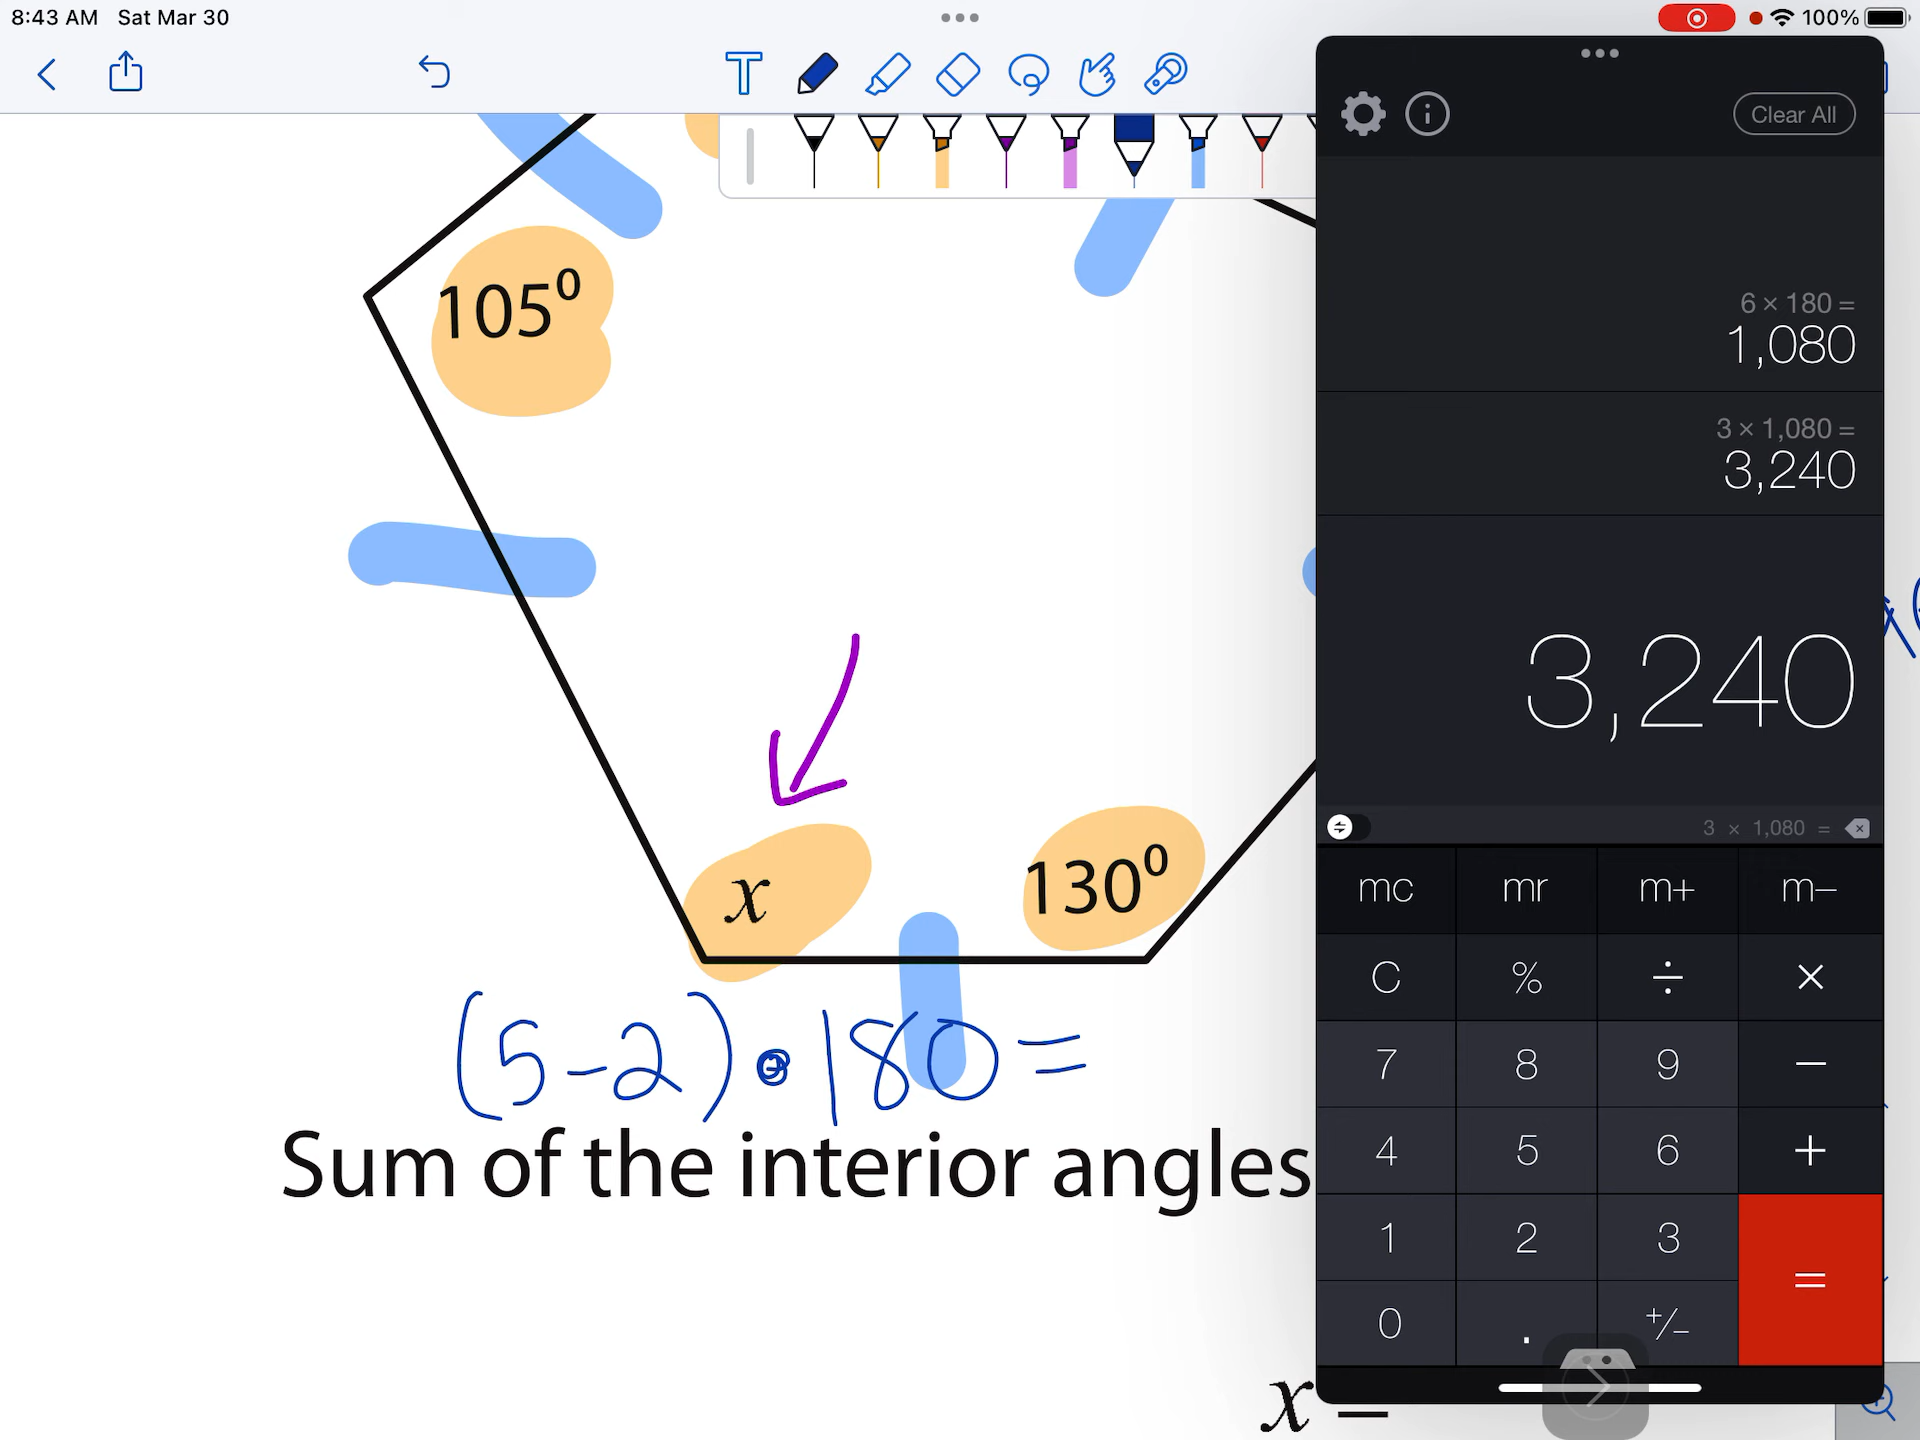 8:43 AM Sat Mar 30
100%
T
Clear All
6 × 180 =
1,080
3 × 1,080 =
3,240
3,240
3 × 1,080 =
mc mr m+ m−
C % ÷ ×
7 8 9 −
4 5 6 +
1 2 3 =
0 . +/−
105⁰
x
130⁰
(5-2)•180=
Sum of the interior angles
x =